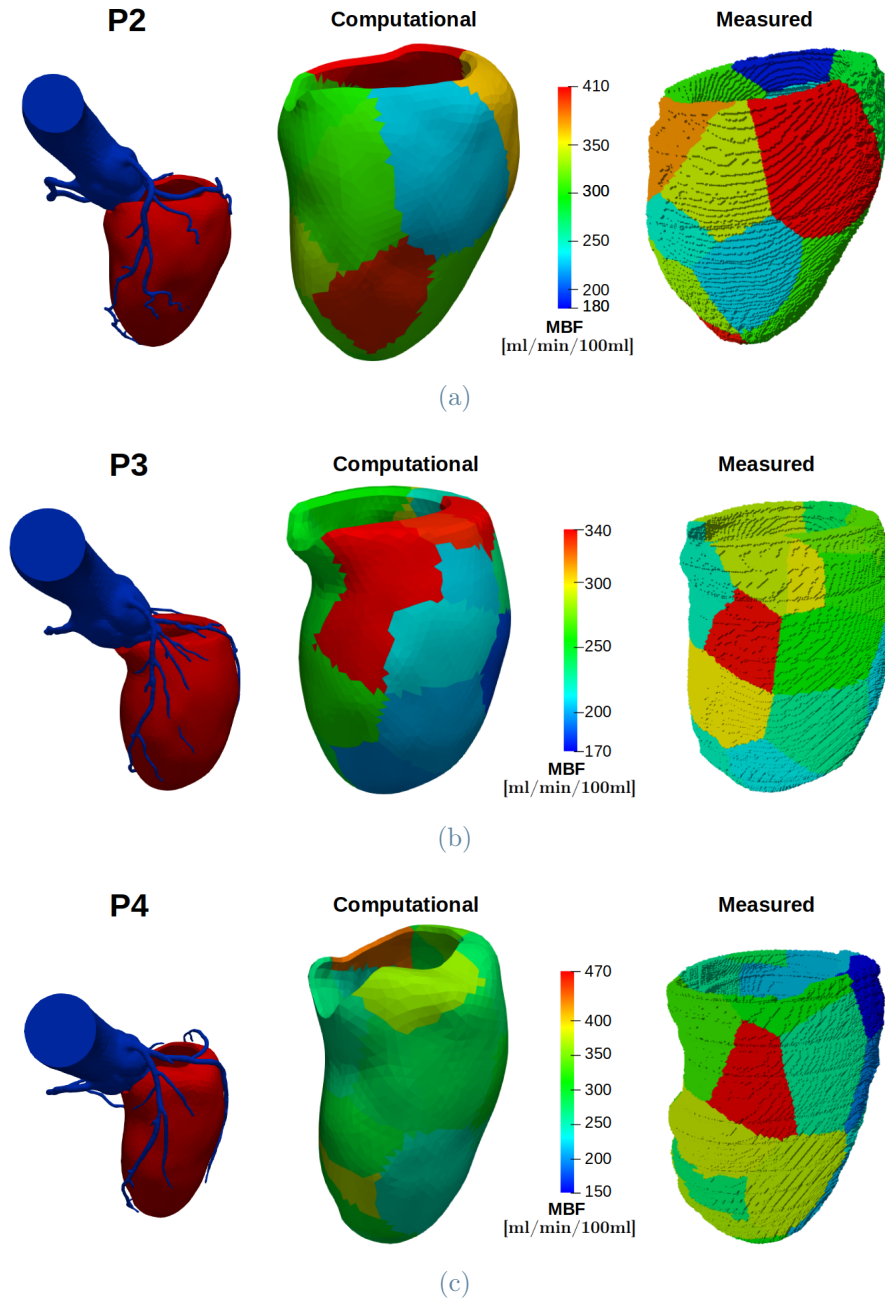 P2
Computational
Measured
410
350
300
250
200
180
MBF
[ml/min/100ml]
(a)
P3
Computational
Measured
340
300
250
200
170
MBF
[ml/min/100ml]
(b)
P4
Computational
Measured
470
400
350
300
250
200
150
MBF
[ml/min/100ml]
(c)